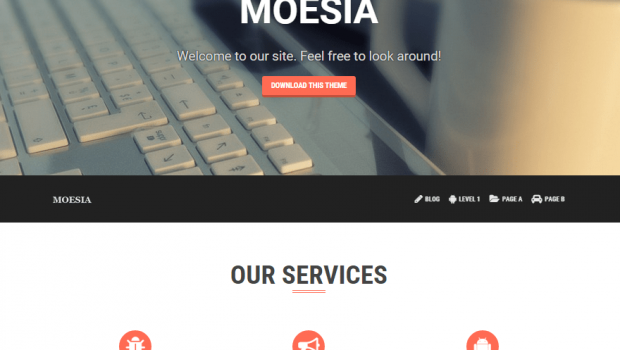 MOESIA
Welcome to our site. Feel free to look around!
DOWNLOAD THIS THEME
MOESIA BLOG LEVEL 1 PAGE A PAGE B
OUR SERVICES